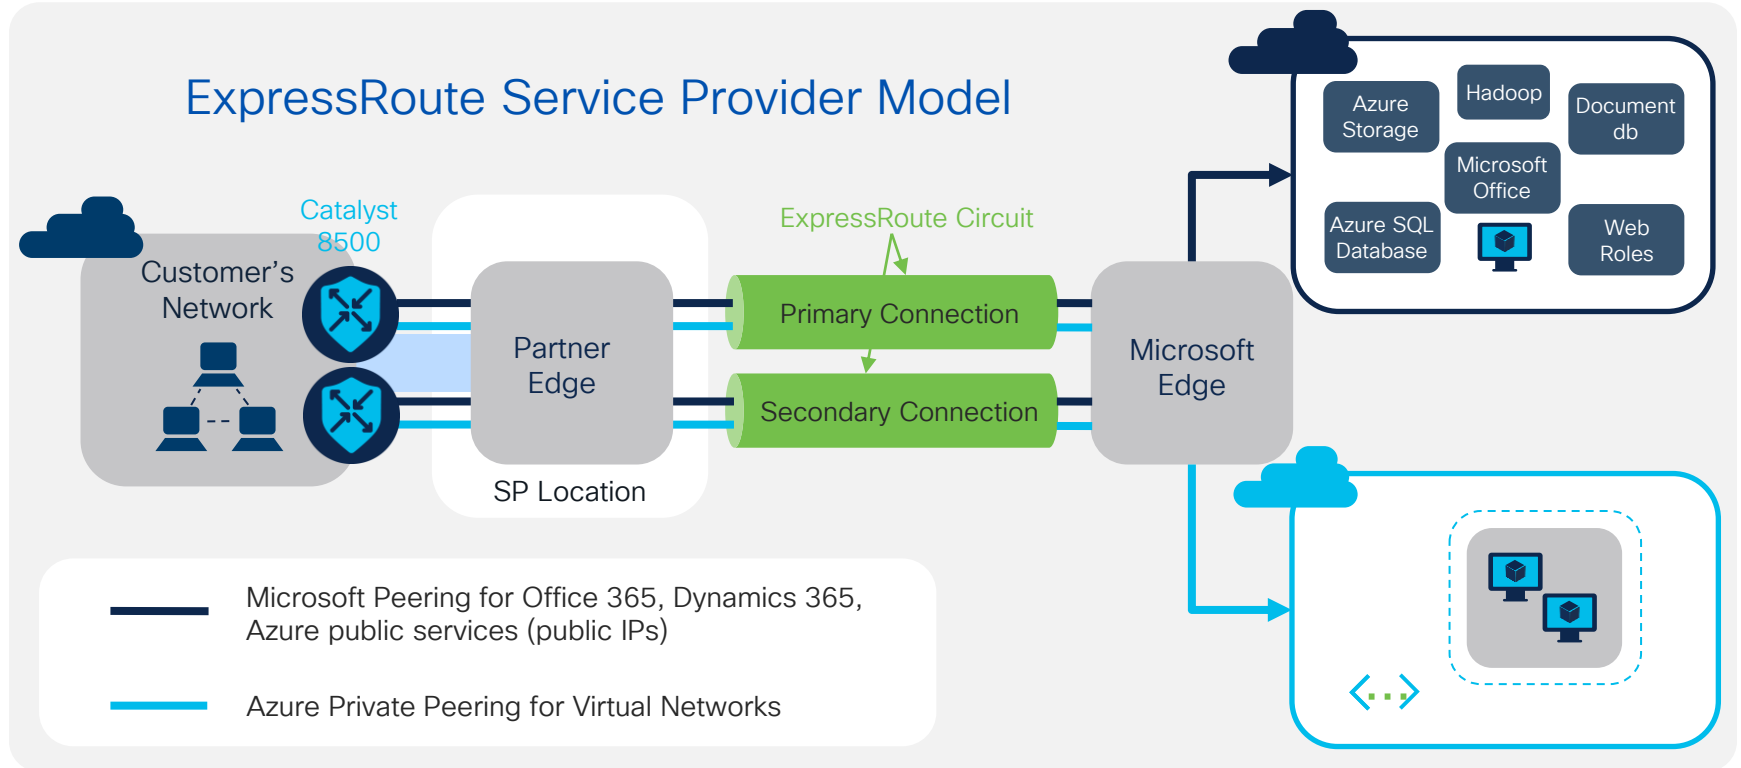 ExpressRoute Service Provider Model
Catalyst
8500
Customer's
Network
Partner
Edge
SP Location
ExpressRoute Circuit
Primary Connection
Secondary Connection
Microsoft
Edge
Azure
Storage
Hadoop
Document
db
Microsoft
Office
Azure SQL
Database
Web
Roles
Microsoft Peering for Office 365, Dynamics 365,
Azure public services (public IPs)
Azure Private Peering for Virtual Networks